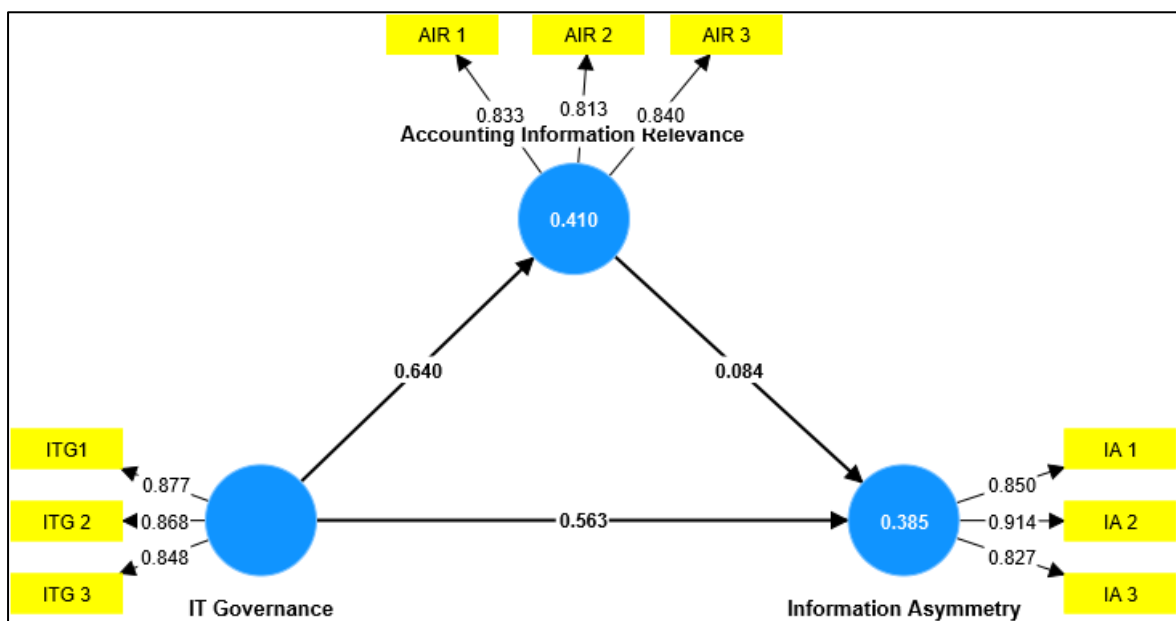 AIR 1 AIR 2 AIR 3
0.833 0.813 0.840
Accounting Information Relevance
0.410
0.640 0.084
ITG1 IA 1
0.877 0.850
ITG 2 0.868 0.563 0.385 0.914 IA 2
0.848 0.827
ITG 3 IA 3
IT Governance Information Asymmetry